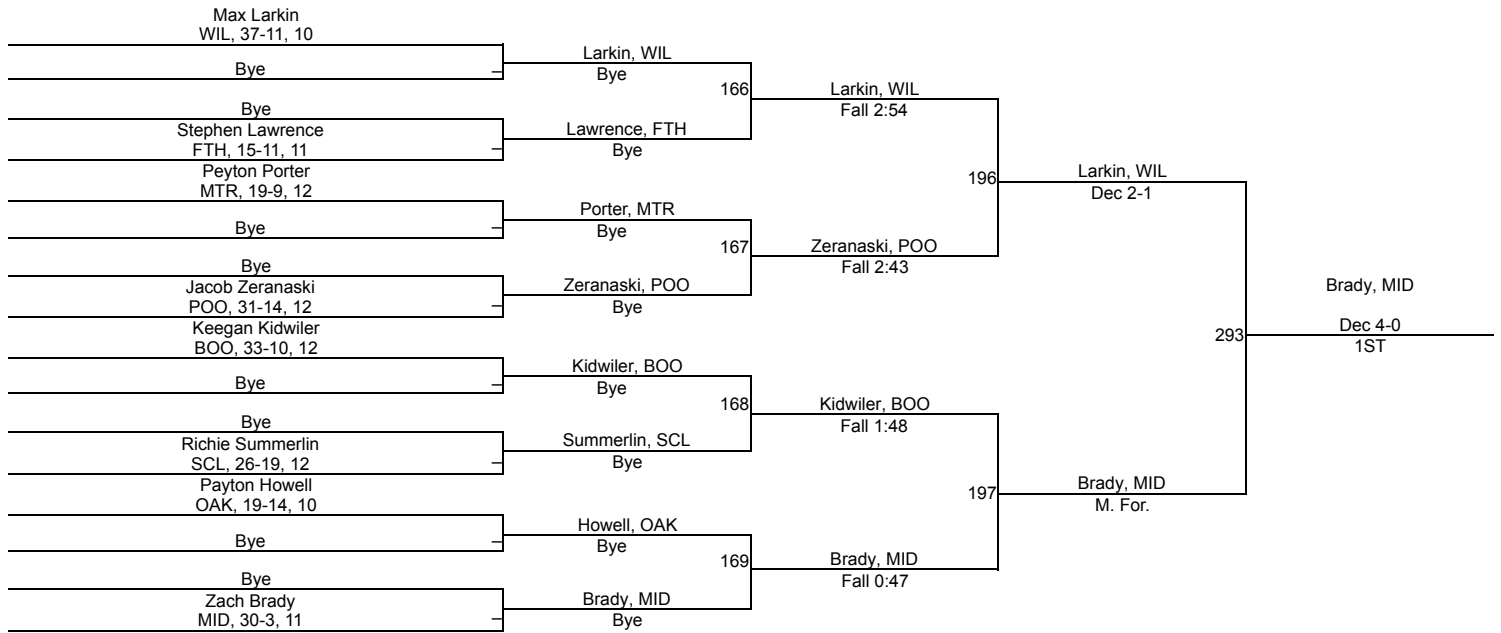 Max Larkin
WIL, 37-11, 10
Bye
Bye
Stephen Lawrence
FTH, 15-11, 11
Peyton Porter
MTR, 19-9, 12
Bye
Bye
Jacob Zeranaski
POO, 31-14, 12
Keegan Kidwiler
BOO, 33-10, 12
Bye
Bye
Richie Summerlin
SCL, 26-19, 12
Payton Howell
OAK, 19-14, 10
Bye
Bye
Zach Brady
MID, 30-3, 11
Larkin, WIL
Bye
166
Lawrence, FTH
Bye
Porter, MTR
Bye
167
Zeranaski, POO
Bye
Kidwiler, BOO
Bye
168
Summerlin, SCL
Bye
Howell, OAK
Bye
169
Brady, MID
Bye
Larkin, WIL
Fall 2:54
196
Zeranaski, POO
Fall 2:43
Kidwiler, BOO
Fall 1:48
197
Brady, MID
Fall 0:47
Larkin, WIL
Dec 2-1
293
Brady, MID
M. For.
Brady, MID
Dec 4-0
1ST